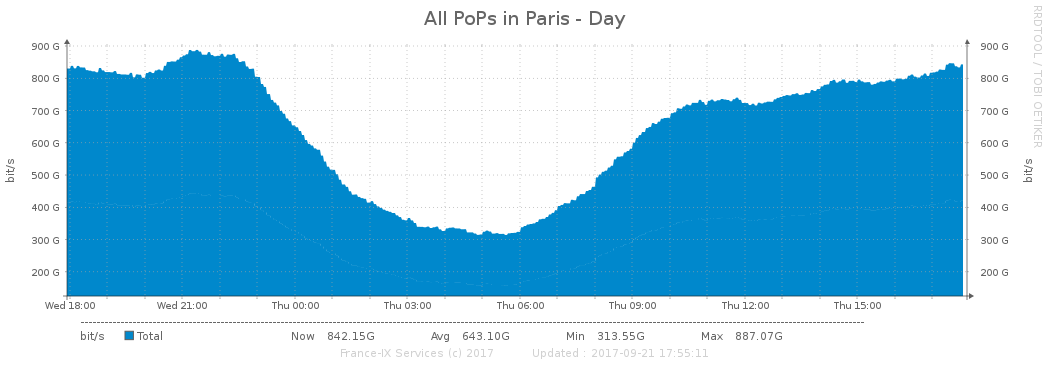 All PoPs in Paris - Day
RRDTOOL / TOBI OETIKER
900 G 900 G
800 G 800 G
700 G 700 G
600 G 600 G
500 G 500 G
400 G 400 G
300 G 300 G
200 G 200 G
bit/s bit/s
Wed 18:00 Wed 21:00 Thu 00:00 Thu 03:00 Thu 06:00 Thu 09:00 Thu 12:00 Thu 15:00
bit/s Total Now 842.15G Avg 643.10G Min 313.55G Max 887.07G
France-IX Services (c) 2017 Updated : 2017-09-21 17:55:11